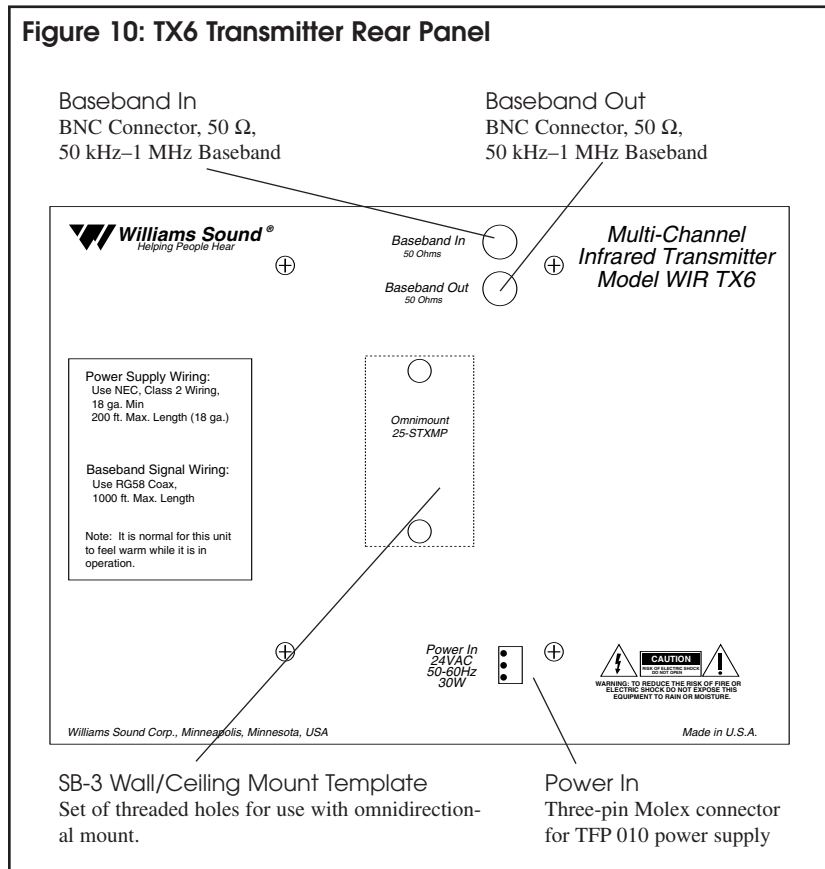 Figure 10: TX6 Transmitter Rear Panel
Baseband In
BNC Connector, 50 Ω,
50 kHz–1 MHz Baseband
Baseband Out
BNC Connector, 50 Ω,
50 kHz–1 MHz Baseband
Williams Sound ®
Helping People Hear
Baseband In
50 Ohms
Baseband Out
50 Ohms
Multi-Channel
Infrared Transmitter
Model WIR TX6
Power Supply Wiring:
Use NEC, Class 2 Wiring,
18 ga. Min
200 ft. Max. Length (18 ga.)
Baseband Signal Wiring:
Use RG58 Coax,
1000 ft. Max. Length
Note: It is normal for this unit
to feel warm while it is in
operation.
Omnimount
25-STXMP
Power In
24VAC
50-60Hz
30W
CAUTION
RISK OF ELECTRIC SHOCK
DO NOT OPEN
WARNING: TO REDUCE THE RISK OF FIRE OR
ELECTRIC SHOCK DO NOT EXPOSE THIS
EQUIPMENT TO RAIN OR MOISTURE.
Williams Sound Corp., Minneapolis, Minnesota, USA
Made in U.S.A.
SB-3 Wall/Ceiling Mount Template
Set of threaded holes for use with omnidirection-
al mount.
Power In
Three-pin Molex connector
for TFP 010 power supply